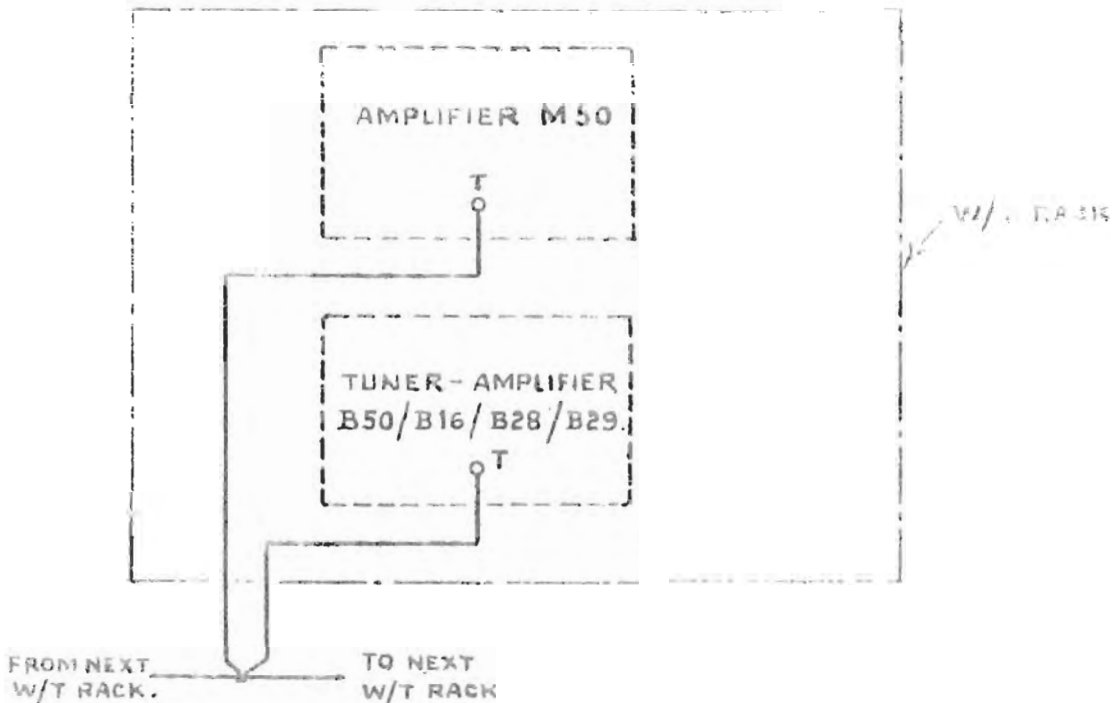 AMPLIFIER M50
T
W/
TUNER-AMPLIFIER
B50/B16/B28/B29.
T
FROM NEXT
W/T RACK.
TO NEXT
W/T RACK